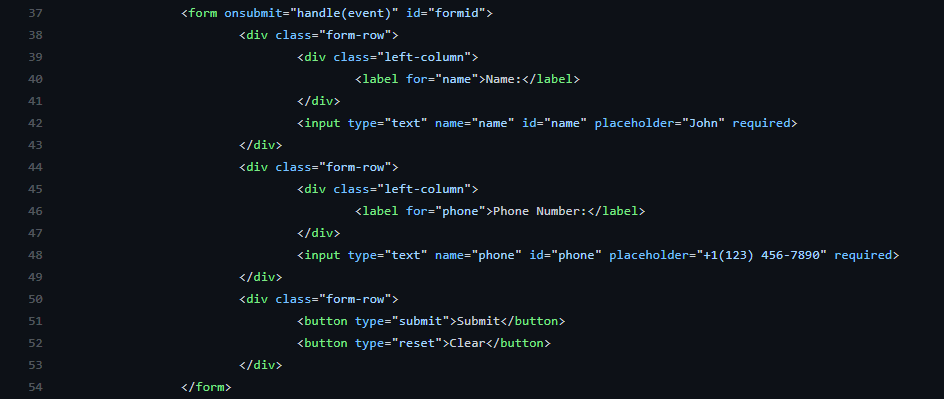 37 <form onsubmit="handle(event)" id="formid">
38 <div class="form-row">
39 <div class="left-column">
40 <label for="name">Name:</label>
41 </div>
42 <input type="text" name="name" id="name" placeholder="John" required>
43 </div>
44 <div class="form-row">
45 <div class="left-column">
46 <label for="phone">Phone Number:</label>
47 </div>
48 <input type="text" name="phone" id="phone" placeholder="+1(123) 456-7890" required>
49 </div>
50 <div class="form-row">
51 <button type="submit">Submit</button>
52 <button type="reset">Clear</button>
53 </div>
54 </form>